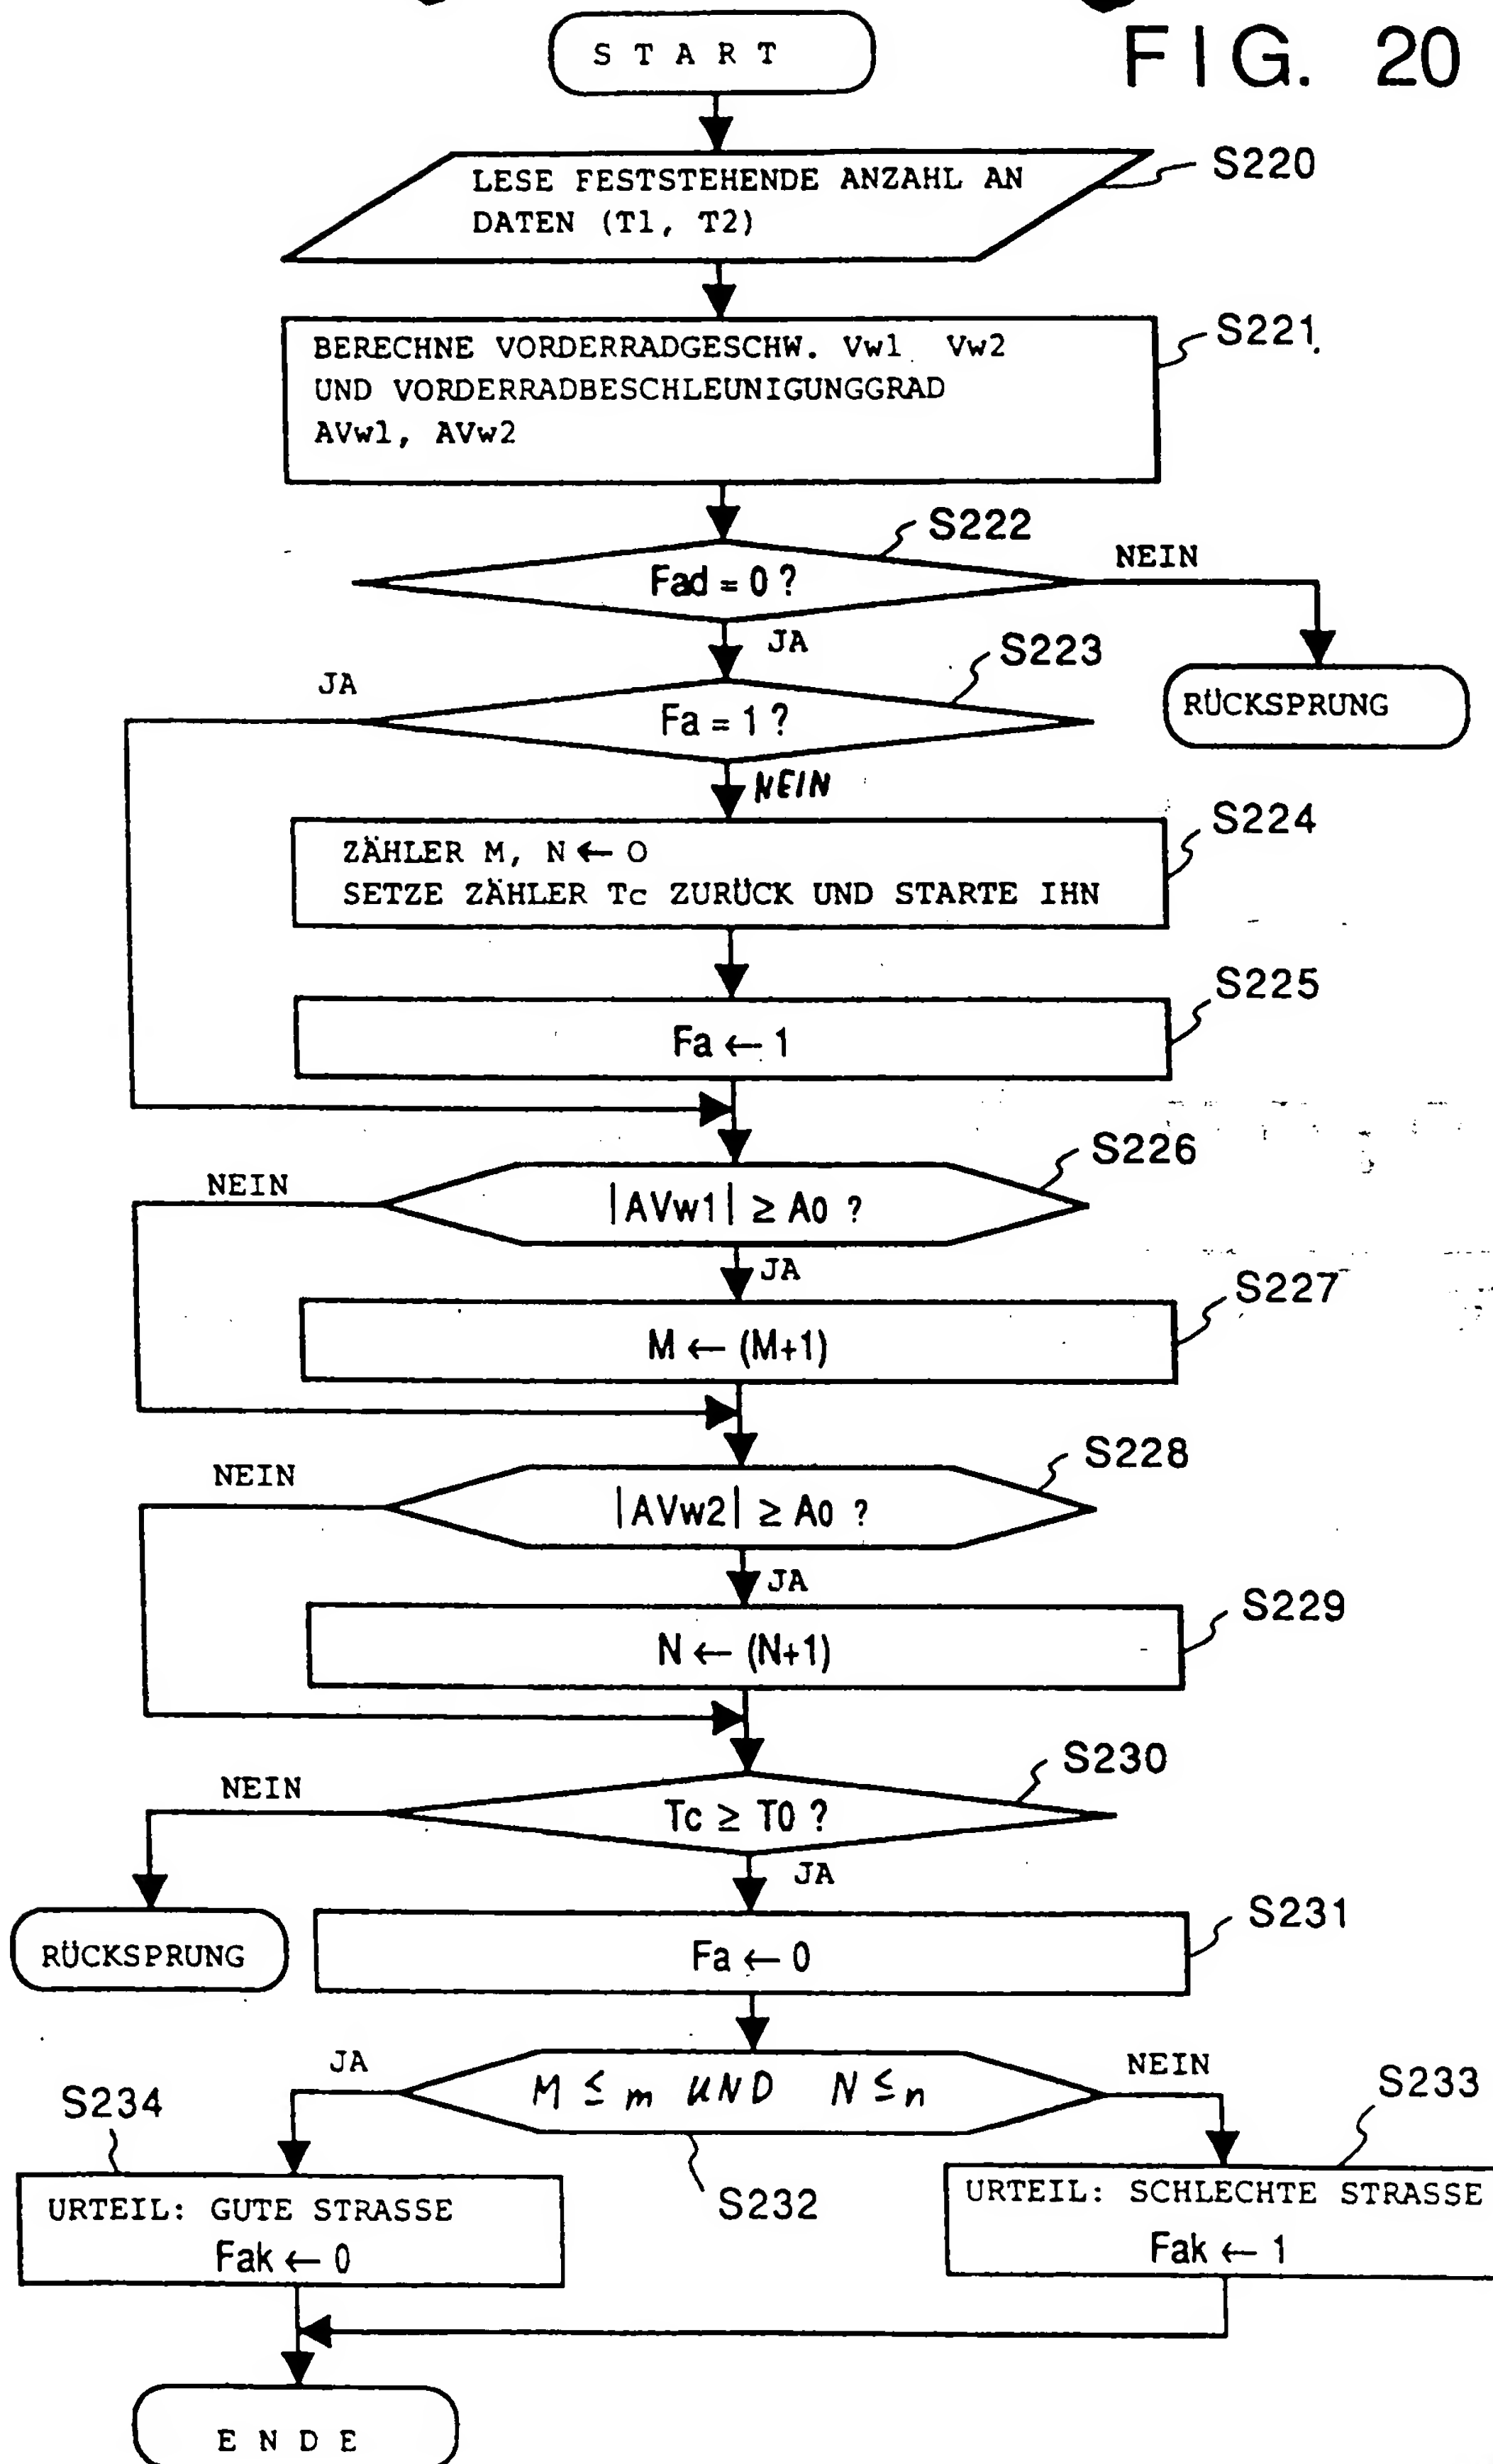 FIG. 20
START
LESE FESTSTEHENDE ANZAHL AN
DATEN (T1, T2)
S220
BERECHNE VORDERRADGESCHW. Vw1 Vw2
UND VORDERRADBESCHLEUNIGUNGGRAD
AVw1, AVw2
S221
S222
Fad = 0 ?
NEIN
JA
RÜCKSPRUNG
S223
JA
Fa = 1 ?
NEIN
S224
ZÄHLER M, N ← O
SETZE ZÄHLER Tc ZURÜCK UND STARTE IHN
S225
Fa ← 1
S226
NEIN
|AVw1| ≥ A0 ?
JA
S227
M ← (M+1)
S228
NEIN
|AVw2| ≥ A0 ?
JA
S229
N ← (N+1)
S230
NEIN
Tc ≥ T0 ?
JA
RÜCKSPRUNG
S231
Fa ← 0
JA
M ≤ m UND N ≤ n
NEIN
S234
S232
S233
URTEIL: GUTE STRASSE
Fak ← 0
URTEIL: SCHLECHTE STRASSE
Fak ← 1
ENDE